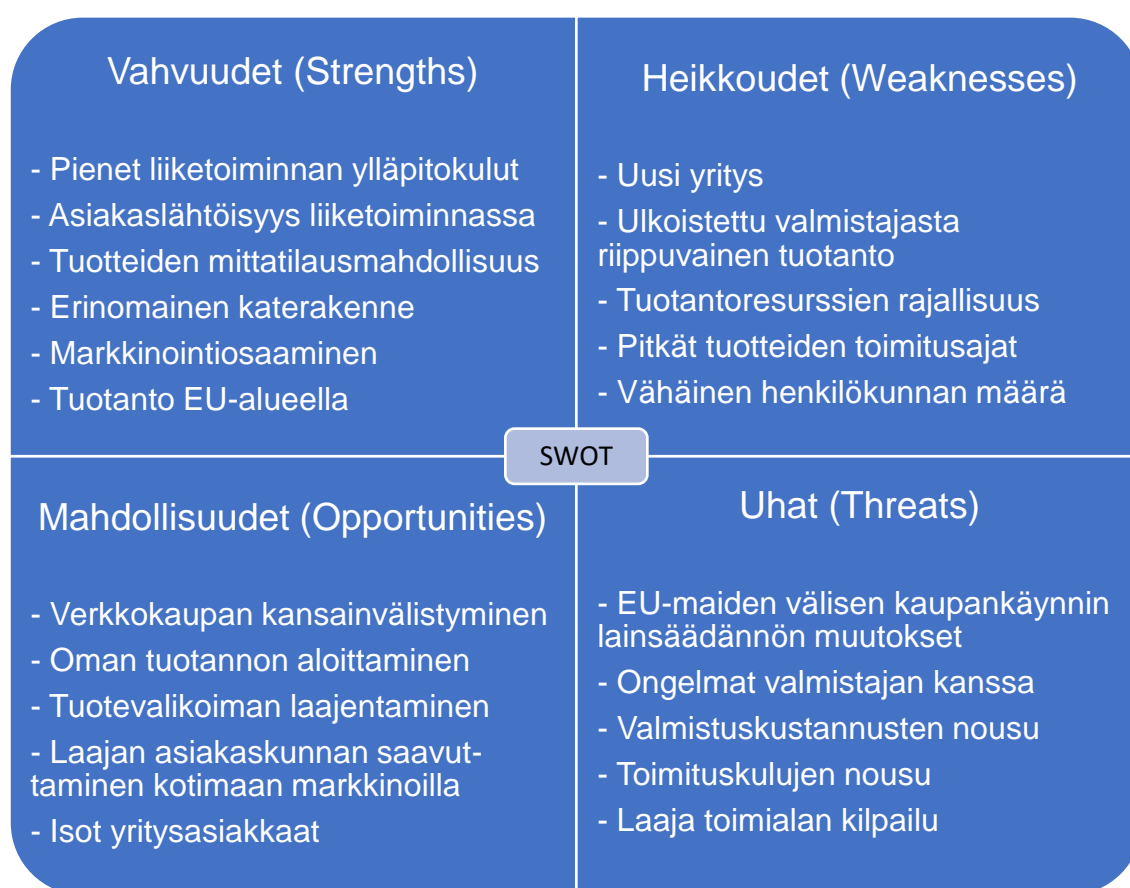 Vahvuudet (Strengths)
- Pienet liiketoiminnan ylläpitokulut
- Asiakaslähtöisyys liiketoiminnassa
- Tuotteiden mittatilausmahdollisuus
- Erinomainen katerakenne
- Markkinointiosaaminen
- Tuotanto EU-alueella
Heikkoudet (Weaknesses)
- Uusi yritys
- Ulkoistettu valmistajasta
riippuvainen tuotanto
- Tuotantoresurssien rajallisuus
- Pitkät tuotteiden toimitusajat
- Vähäinen henkilökunnan määrä
SWOT
Mahdollisuudet (Opportunities)
- Verkkokaupan kansainvälistyminen
- Oman tuotannon aloittaminen
- Tuotevalikoiman laajentaminen
- Laajan asiakaskunnan saavut-
taminen kotimaan markkinoilla
- Isot yritysasiakkaat
Uhat (Threats)
- EU-maiden välisen kaupankäynnin
lainsäädännön muutokset
- Ongelmat valmistajan kanssa
- Valmistuskustannusten nousu
- Toimituskulujen nousu
- Laaja toimialan kilpailu